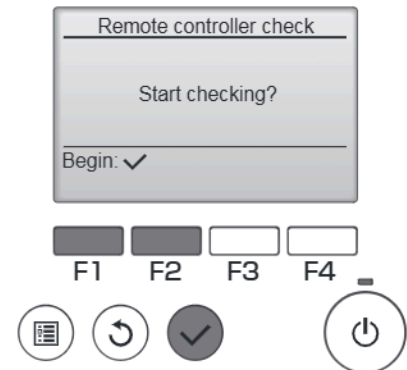 Remote controller check
Start checking?
Begin: ✓
F1 F2 F3 F4